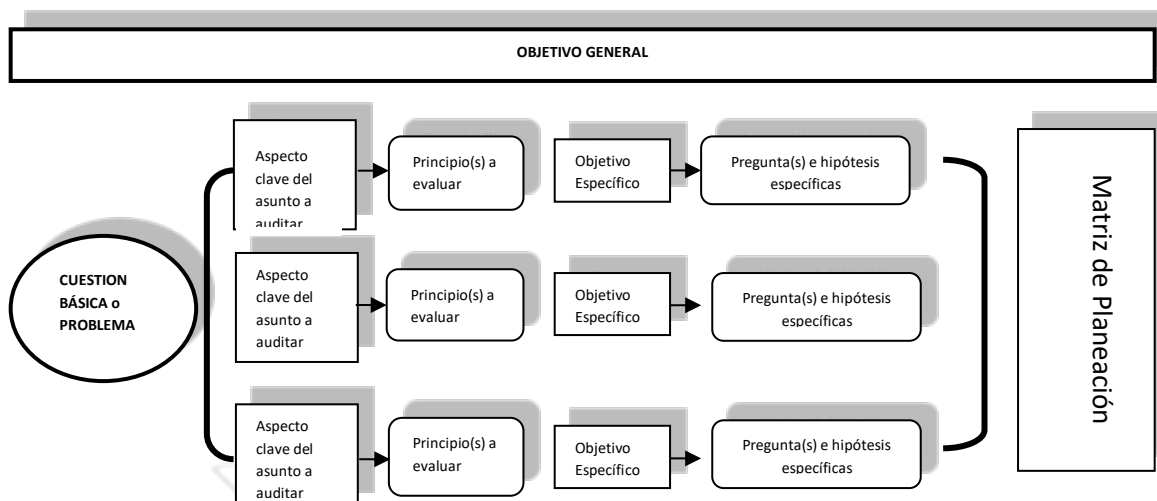 OBJETIVO GENERAL
Aspecto
clave del
asunto a
auditar
Principio(s) a
evaluar
Objetivo
Específico
Pregunta(s) e hipótesis
específicas
CUESTION
BÁSICA o
PROBLEMA
Aspecto
clave del
asunto a
auditar
Principio(s) a
evaluar
Objetivo
Específico
Pregunta(s) e hipótesis
específicas
Aspecto
clave del
asunto a
auditar
Principio(s) a
evaluar
Objetivo
Específico
Pregunta(s) e hipótesis
específicas
Matriz de Planeación